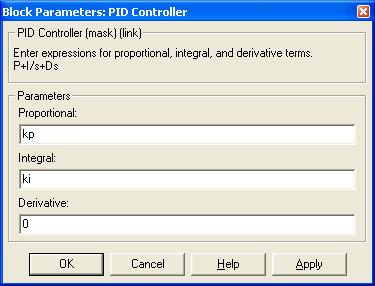 Block Parameters: PID Controller
PID Controller (mask) (link)
Enter expressions for proportional, integral, and derivative terms.
P+I/s+Ds
Parameters
Proportional:
kp
Integral:
ki
Derivative:
0
OK Cancel Help Apply